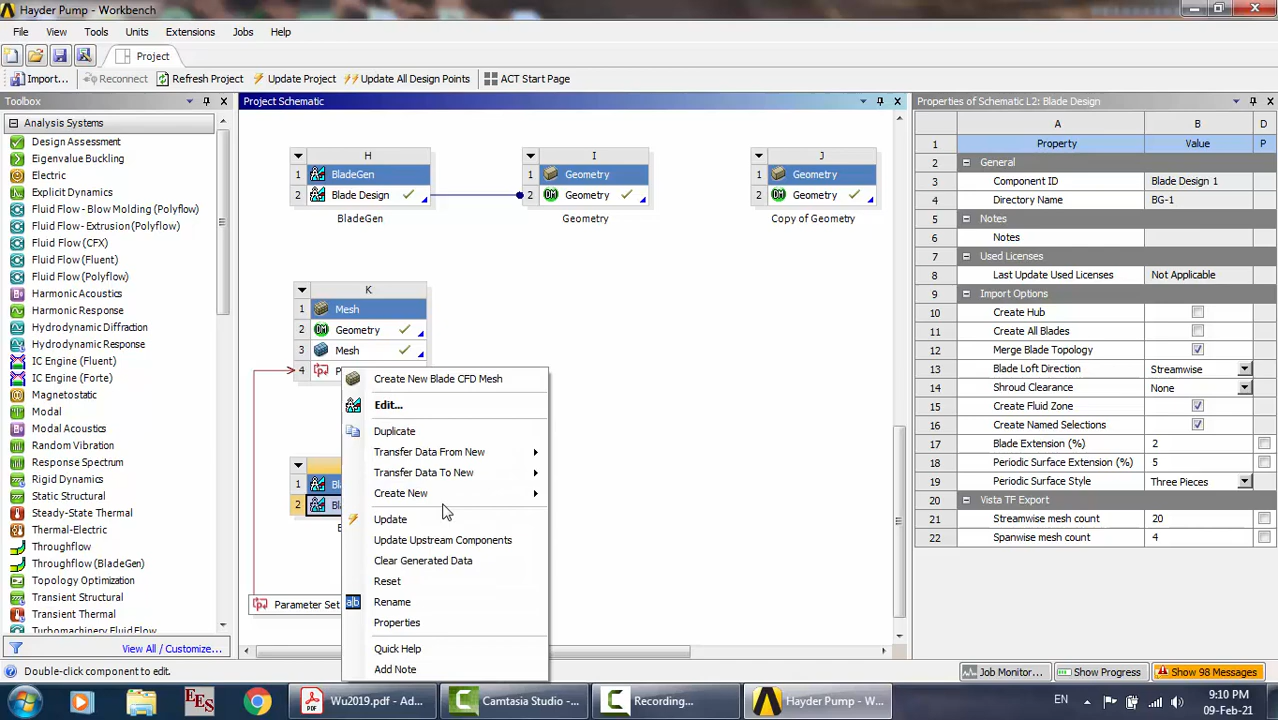 Hayder Pump - Workbench
File View Tools Units Extensions Jobs Help
Project
Import... Reconnect Refresh Project Update Project Update All Design Points ACT Start Page
Toolbox
Analysis Systems
Design Assessment
Eigenvalue Buckling
Electric
Explicit Dynamics
Fluid Flow - Blow Molding (Polyflow)
Fluid Flow- Extrusion(Polyflow)
Fluid Flow (CFX)
Fluid Flow (Fluent)
Fluid Flow (Polyflow)
Harmonic Acoustics
Harmonic Response
Hydrodynamic Diffraction
Hydrodynamic Response
IC Engine (Fluent)
IC Engine (Forte)
Magnetostatic
Modal
Modal Acoustics
Random Vibration
Response Spectrum
Rigid Dynamics
Static Structural
Steady-State Thermal
Thermal-Electric
Throughflow
Throughflow (BladeGen)
Topology Optimization
Transient Structural
Transient Thermal
Turbomachinery Fluid Flow
View All / Customize...
Project Schematic
H
1 BladeGen
2 Blade Design
BladeGen
I
1 Geometry
2 Geometry
Geometry
J
1 Geometry
2 Geometry
Copy of Geometry
K
1 Mesh
2 Geometry
3 Mesh
4
1
2
Parameter Set
Create New Blade CFD Mesh
Edit...
Duplicate
Transfer Data From New
Transfer Data To New
Create New
Update
Update Upstream Components
Clear Generated Data
Reset
Rename
Properties
Quick Help
Add Note
Properties of Schematic L2: Blade Design
A B D
1 Property Value P
2 General
3 Component ID Blade Design 1
4 Directory Name BG-1
5 Notes
6 Notes
7 Used Licenses
8 Last Update Used Licenses Not Applicable
9 Import Options
10 Create Hub
11 Create All Blades
12 Merge Blade Topology
13 Blade Loft Direction Streamwise
14 Shroud Clearance None
15 Create Fluid Zone
16 Create Named Selections
17 Blade Extension (%) 2
18 Periodic Surface Extension (%) 5
19 Periodic Surface Style Three Pieces
20 Vista TF Export
21 Streamwise mesh count 20
22 Spanwise mesh count 4
Double-click component to edit.
Job Monitor... Show Progress Show 98 Messages
EES Wu2019.pdf - Ad... Camtasia Studio - ... Recording... Hayder Pump - W...
EN
9:10 PM
09-Feb-21